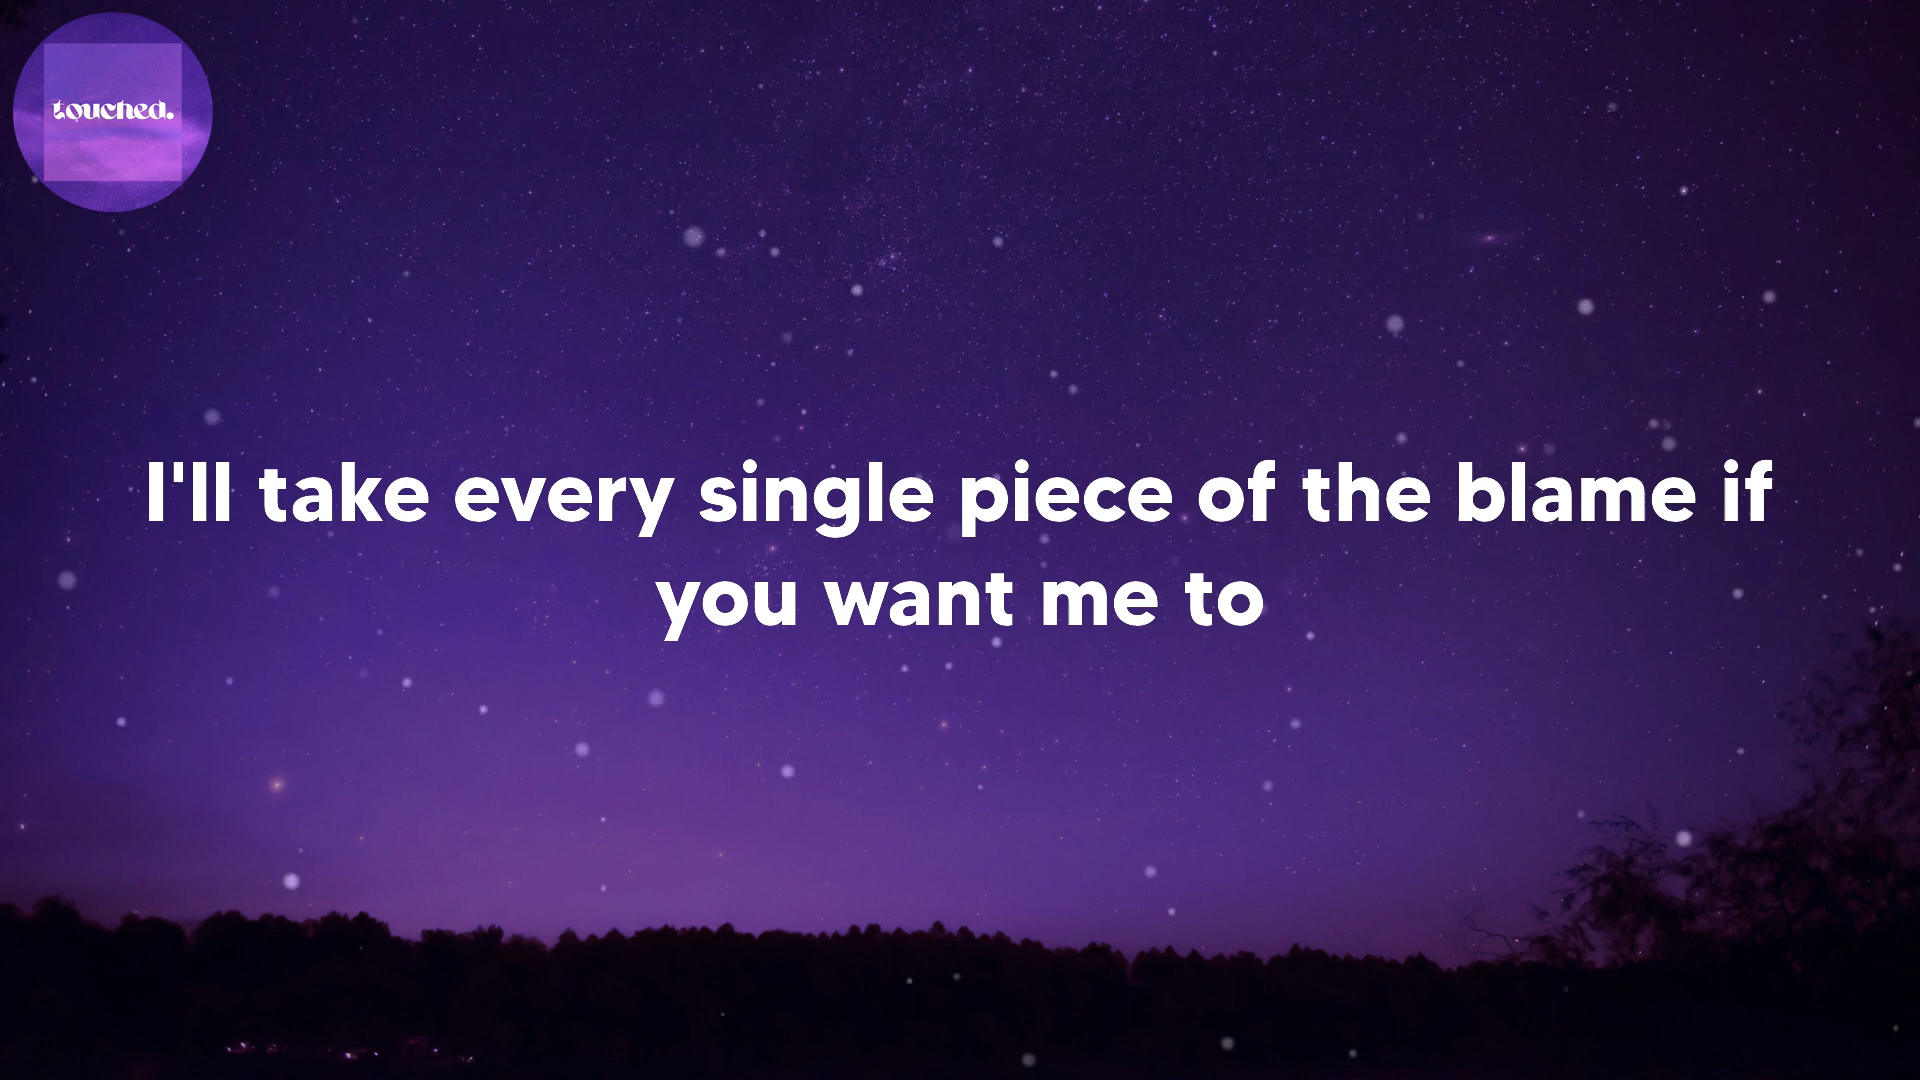 touched.
I'll take every single piece of the blame if
you want me to